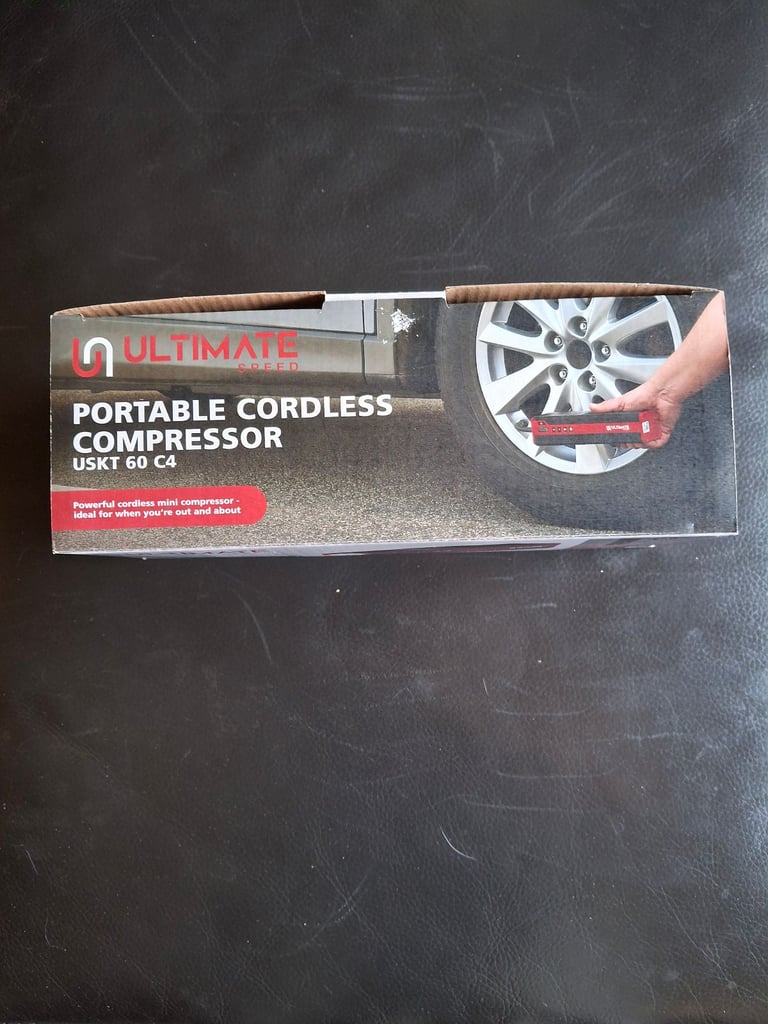 ULTIMATE
SPEED
PORTABLE CORDLESS
COMPRESSOR
USKT 60 C4
Powerful cordless mini compressor -
ideal for when you're out and about